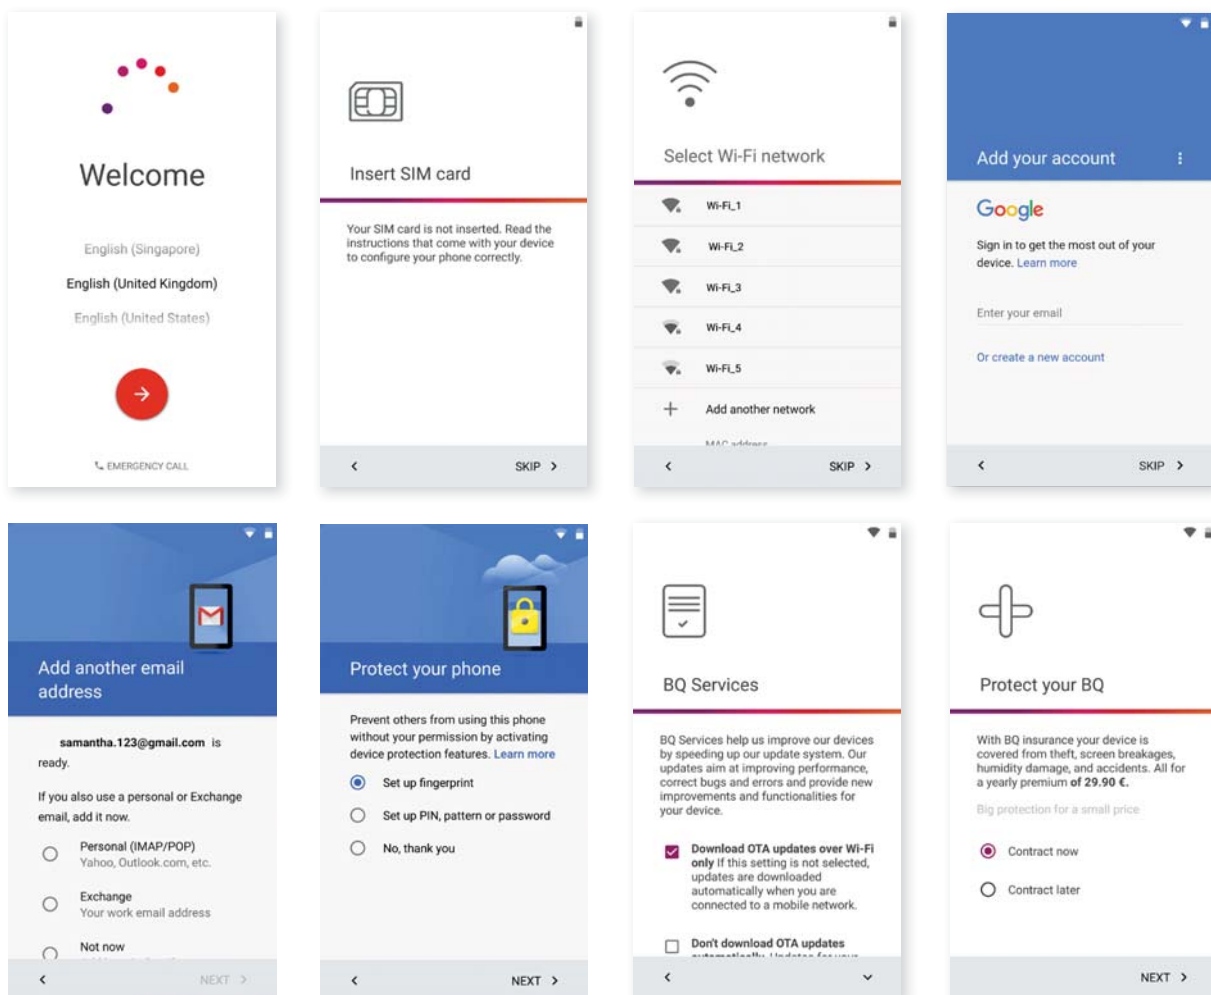 Welcome
English (Singapore)
English (United Kingdom)
English (United States)
EMERGENCY CALL
Insert SIM card
Your SIM card is not inserted. Read the
instructions that come with your device
to configure your phone correctly.
SKIP
Select Wi-Fi network
Wi-Fi_1
Wi-Fi_2
Wi-Fi_3
Wi-Fi_4
Wi-Fi_5
Add another network
MAC address
SKIP
Add your account
Google
Sign in to get the most out of your
device. Learn more
Enter your email
Or create a new account
SKIP
Add another email
address
samantha.123@gmail.com is
ready.
If you also use a personal or Exchange
email, add it now.
Personal (IMAP/POP)
Yahoo, Outlook.com, etc.
Exchange
Your work email address
Not now
NEXT
Protect your phone
Prevent others from using this phone
without your permission by activating
device protection features. Learn more
Set up fingerprint
Set up PIN, pattern or password
No, thank you
NEXT
BQ Services
BQ Services help us improve our devices
by speeding up our update system. Our
updates aim at improving performance,
correct bugs and errors and provide new
improvements and functionalities for
your device.
Download OTA updates over Wi-Fi
only If this setting is not selected,
updates are downloaded
automatically when you are
connected to a mobile network.
Don't download OTA updates
automatically. Updates for your
Protect your BQ
With BQ insurance your device is
covered from theft, screen breakages,
humidity damage, and accidents. All for
a yearly premium of 29.90 €.
Big protection for a small price
Contract now
Contract later
NEXT